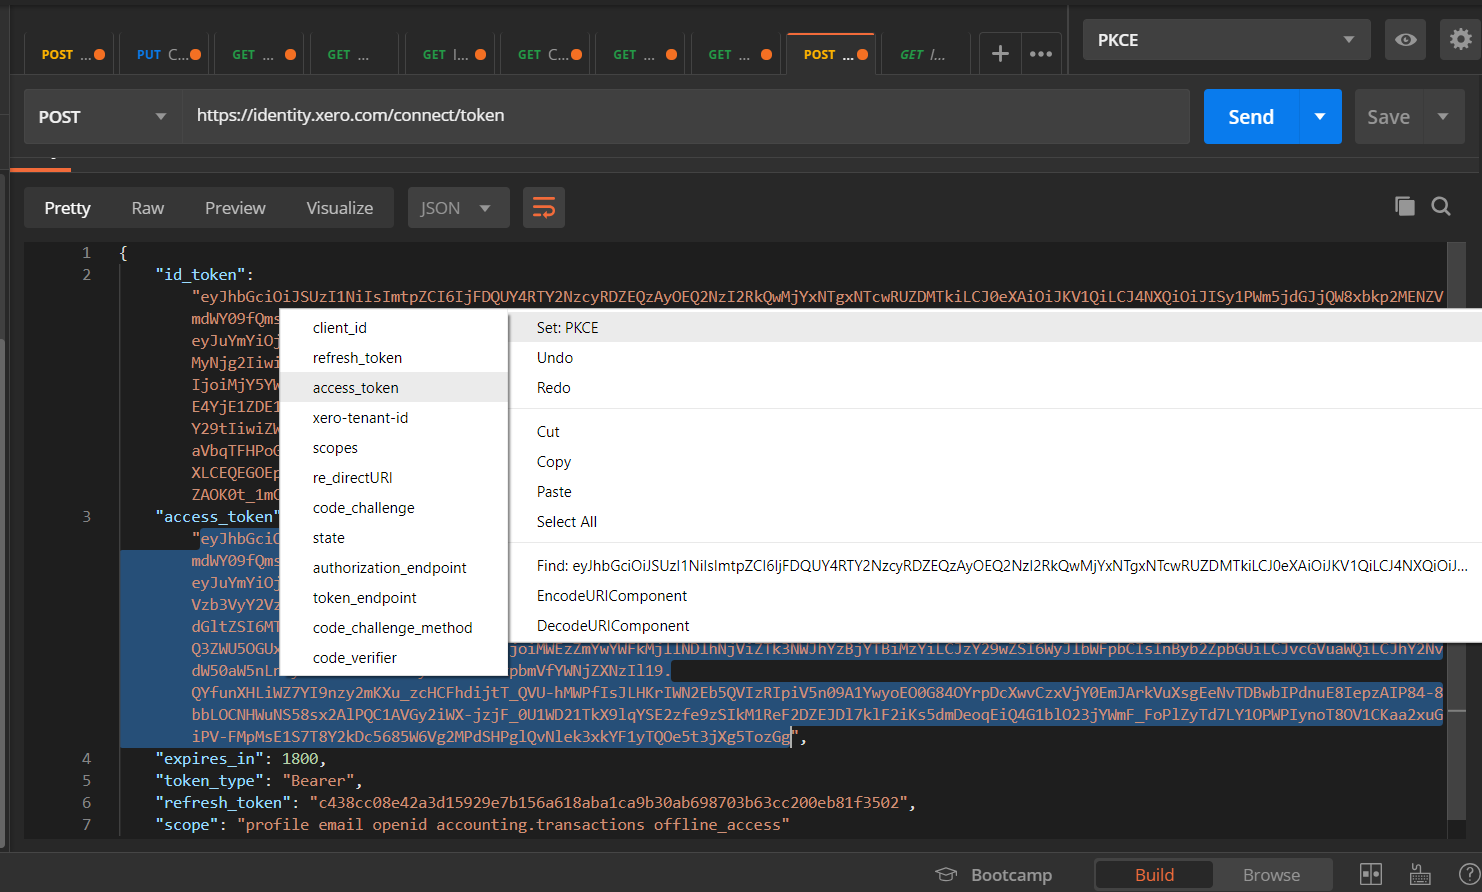 POST ...
PUT C...
GET ...
GET ...
GET I...
GET C...
GET ...
GET ...
POST ...
GET I...
PKCE
POST
https://identity.xero.com/connect/token
Send
Save
Pretty
Raw
Preview
Visualize
JSON
1 {
2 "id_token":
"eyJhbGciOiJSUzI1NiIsImtpZCI6IjFDQUY4RTY2NzcyRDZEQzAyOEQ2NzI2RkQwMjYxNTgxNTcwRUZDMTkiLCJ0eXAiOiJKV1QiLCJ4NXQiOiJISy1PWm5jdGJjQW8xbkp2MENZV
mdWY09fQms
eyJuYmYiOj
MyNjg2Iiwi
IjoiMjY5YW
E4YjE1ZDE1
Y29tIiwiZW
aVbqTFHPoG
XLCEQEGOEp
ZAOK0t_1mC
3 "access_token"
"eyJhbGciO
mdWY09fQms
eyJuYmYiOj
Vzb3VyY2Vz
dGltZSI6MT
client_id
refresh_token
access_token
xero-tenant-id
scopes
re_directURI
code_challenge
state
authorization_endpoint
token_endpoint
code_challenge_method
code_verifier
Set: PKCE
Undo
Redo
Cut
Copy
Paste
Select All
Find: eyJhbGciOiJSUzI1NiIsImtpZCI6IjFDQUY4RTY2NzcyRDZEQzAyOEQ2NzI2RkQwMjYxNTgxNTcwRUZDMTkiLCJ0eXAiOiJKV1QiLCJ4NXQiOiJ...
EncodeURIComponent
DecodeURIComponent
QYfunXHLiWZ7YI9nzy2mKXu_zcHCFhdijtT_QVU-hMWPfIsJLHKrIWN2Eb5QVIzRIpiV5n09A1YwyoEO0G84OYrpDcXwvCzxVjY0EmJArkVuXsgEeNvTDBwbIPdnuE8IepzAIP84-8
bbLOCNHWuNS58sx2AlPQC1AVGy2iWX-jzjF_0U1WD21TkX9lqYSE2zfe9zSIkM1ReF2DZEJDl7klF2iKs5dmDeoqEiQ4G1blO23jYWmF_FoPlZyTd7LY1OPWPIynoT8OV1CKaa2xuG
iPV-FMpMsE1S7T8Y2kDc5685W6Vg2MPdSHPglQvNlek3xkYF1yTQOe5t3jXg5TozGg",
4 "expires_in": 1800,
5 "token_type": "Bearer",
6 "refresh_token": "c438cc08e42a3d15929e7b156a618aba1ca9b30ab698703b63cc200eb81f3502",
7 "scope": "profile email openid accounting.transactions offline_access"
Bootcamp
Build
Browse